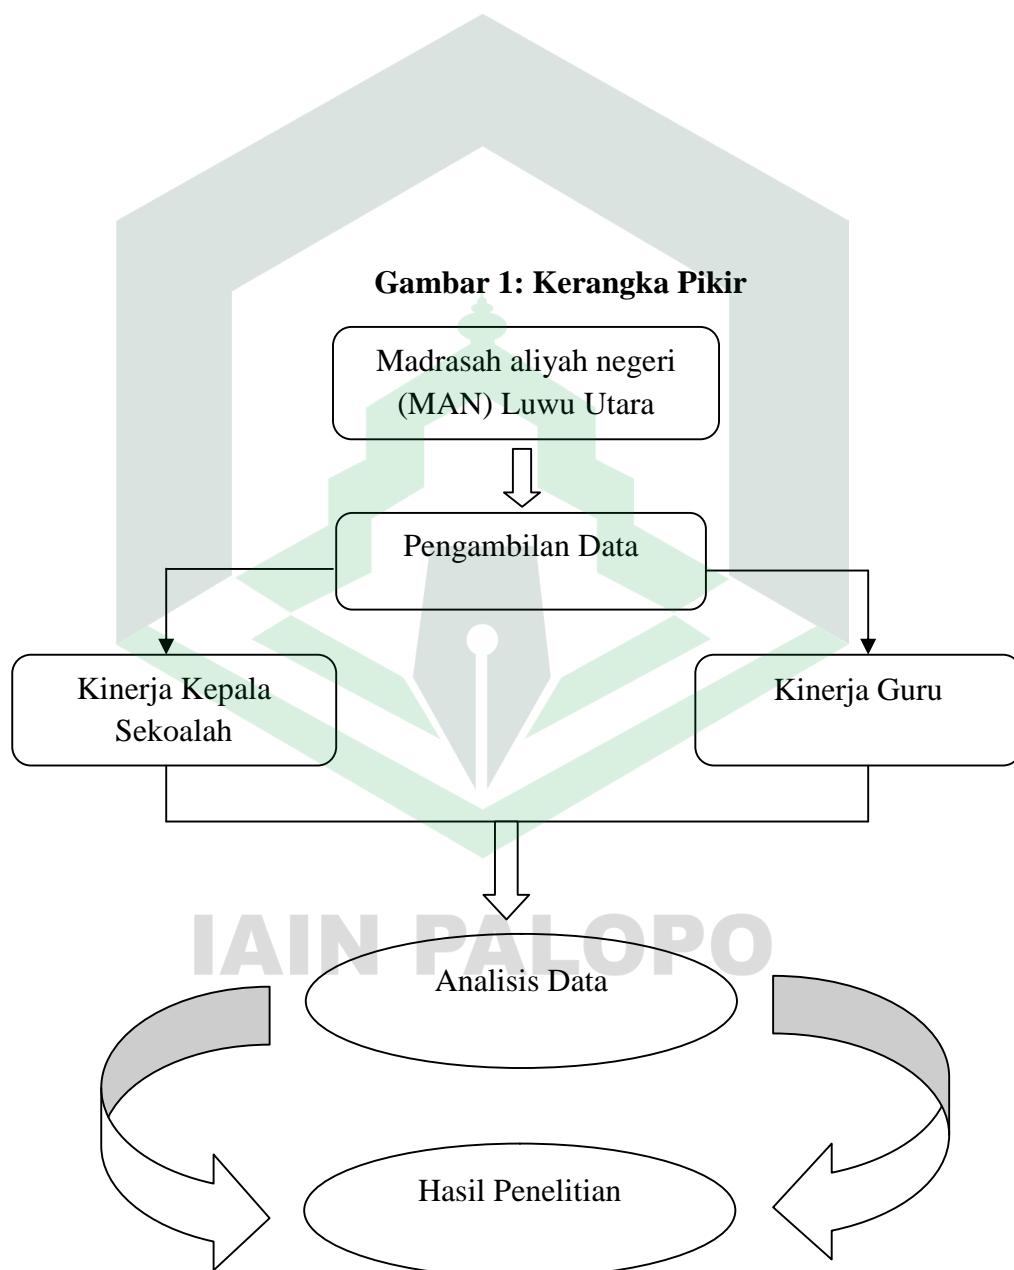 Gambar 1: Kerangka Pikir
Madrasah aliyah negeri
(MAN) Luwu Utara
Pengambilan Data
Kinerja Kepala
Sekoalah
Kinerja Guru
IAIN PALOPO
Analisis Data
Hasil Penelitian